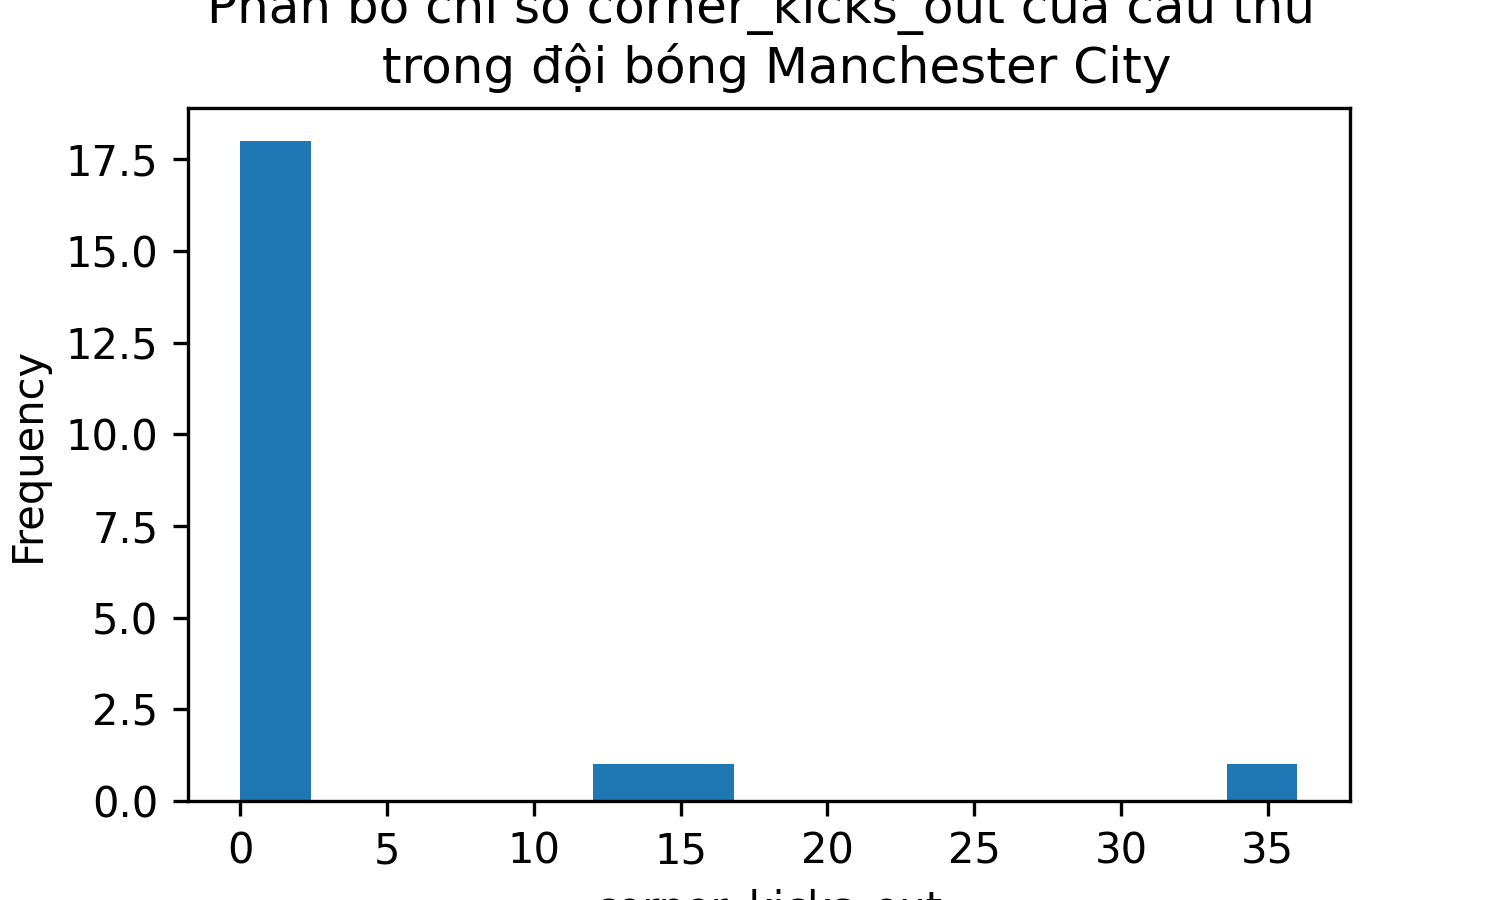 Phân bố chỉ số corner_kicks_out của cầu thủ
trong đội bóng Manchester City
17.5
15.0
12.5
10.0
7.5
5.0
2.5
0.0
Frequency
0 5 10 15 20 25 30 35
corner_kicks_out